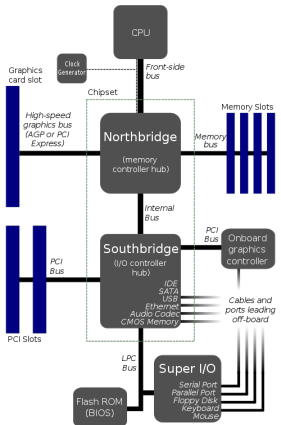 CPU
Clock
Generator
Front-side
bus
Graphics
card slot
Chipset
High-speed
graphics bus
(AGP or PCI
Express)
Northbridge
(memory
controller hub)
Memory
bus
Memory Slots
Internal
Bus
Southbridge
(I/O controller
hub)
PCI
Bus
PCI
Bus
Onboard
graphics
controller
IDE
SATA
USB
Ethernet
Audio Codec
CMOS Memory
Cables and
ports leading
off-board
PCI Slots
LPC
Bus
Super I/O
Serial Port
Parallel Port
Floppy Disk
Keyboard
Mouse
Flash ROM
(BIOS)